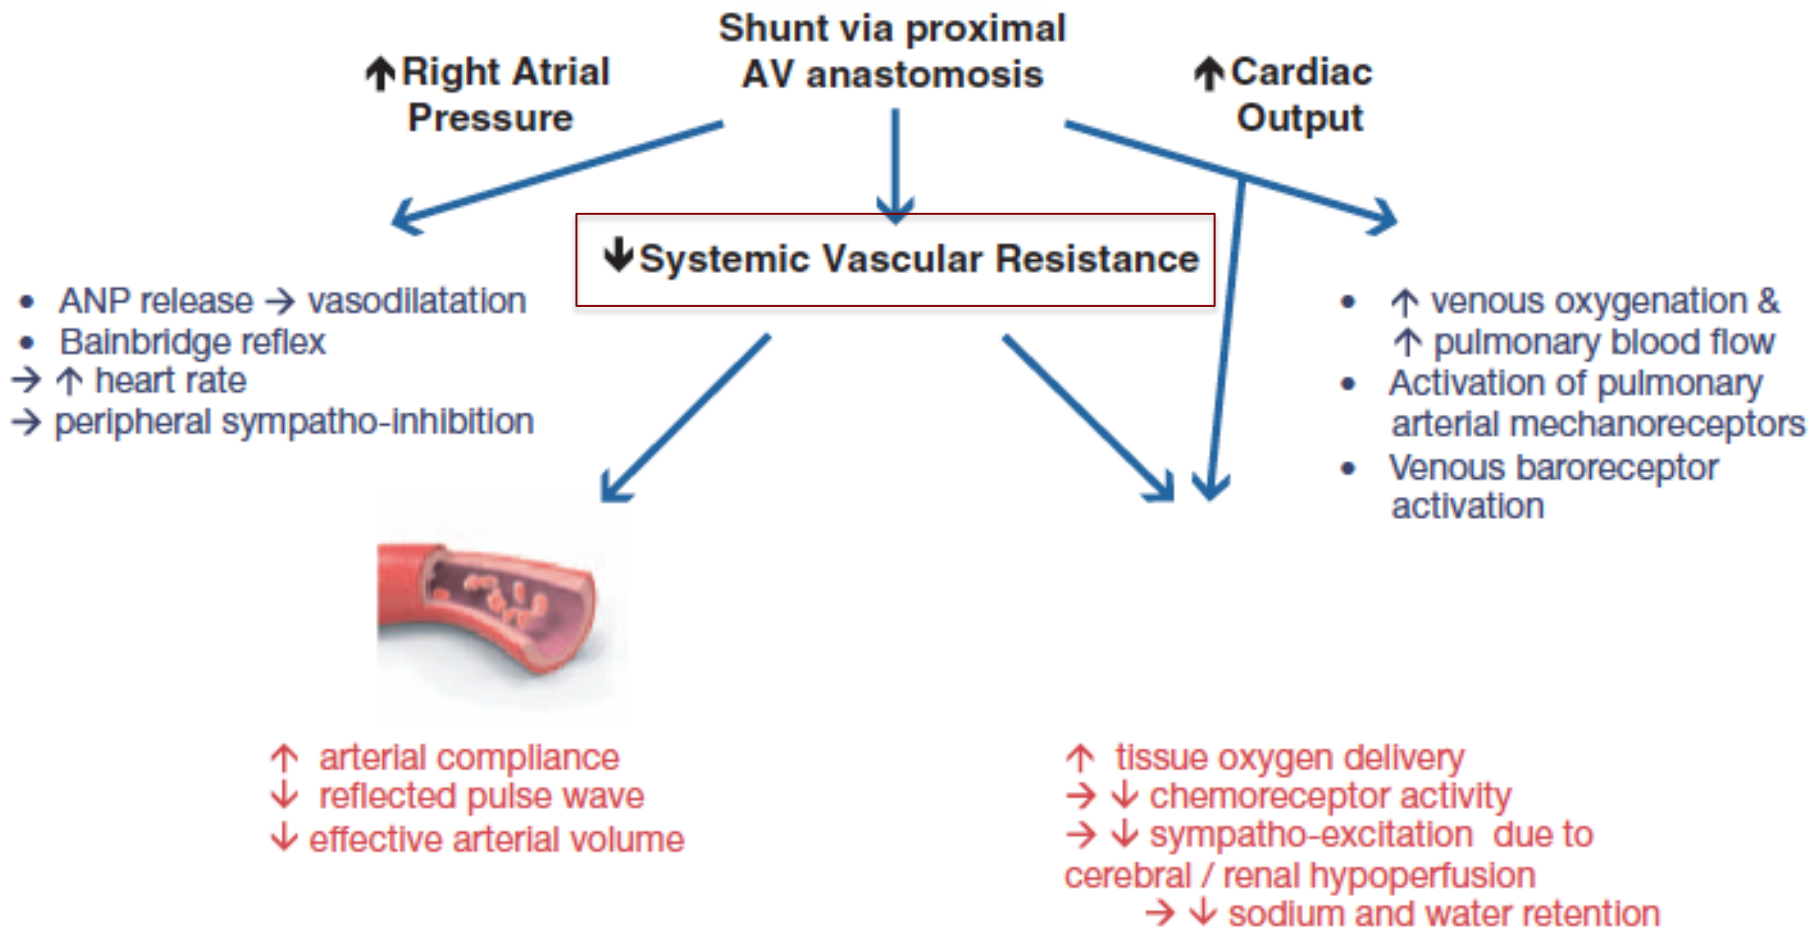 Shunt via proximal
AV anastomosis
↑ Right Atrial
Pressure
↑ Cardiac
Output
↓ Systemic Vascular Resistance
• ANP release → vasodilatation
• Bainbridge reflex
→ ↑ heart rate
→ peripheral sympatho-inhibition
• ↑ venous oxygenation &
↑ pulmonary blood flow
• Activation of pulmonary
arterial mechanoreceptors
• Venous baroreceptor
activation
↑ arterial compliance
↓ reflected pulse wave
↓ effective arterial volume
↑ tissue oxygen delivery
→ ↓ chemoreceptor activity
→ ↓ sympatho-excitation due to
cerebral / renal hypoperfusion
→ ↓ sodium and water retention